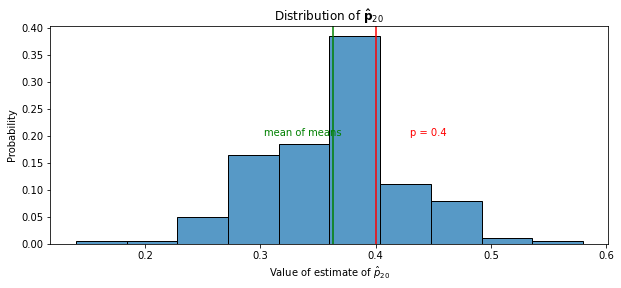 Distribution of p̂₂₀
0.40
0.35
0.30
0.25
0.20
0.15
0.10
0.05
0.00
Probability
mean of means
p = 0.4
0.2
0.3
0.4
0.5
0.6
Value of estimate of p̂₂₀